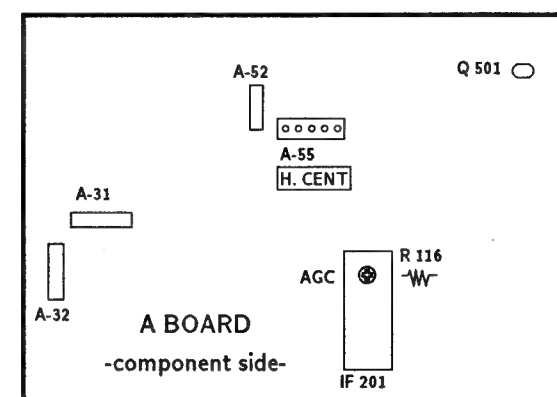 A-52
Q 501
A-55
H. CENT
A-31
A-32
AGC
R 116
A BOARD
-component side-
IF 201